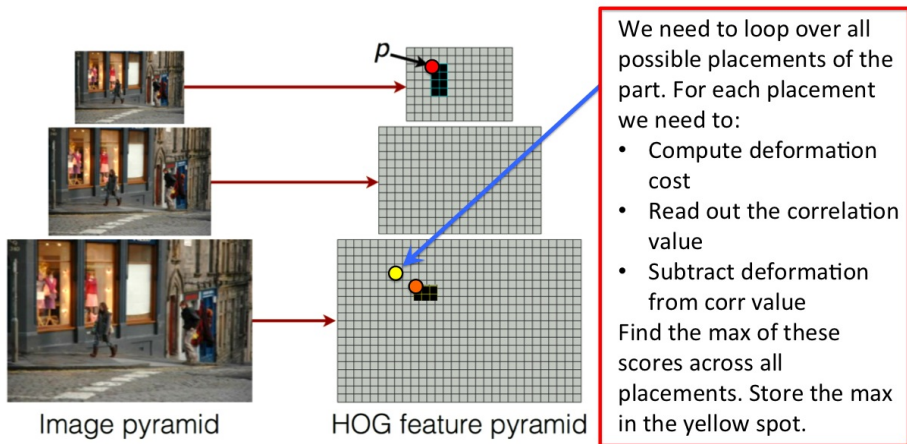 p
We need to loop over all
possible placements of the
part. For each placement
we need to:
• Compute deformation
cost
• Read out the correlation
value
• Subtract deformation
from corr value
Find the max of these
scores across all
placements. Store the max
in the yellow spot.
Image pyramid
HOG feature pyramid